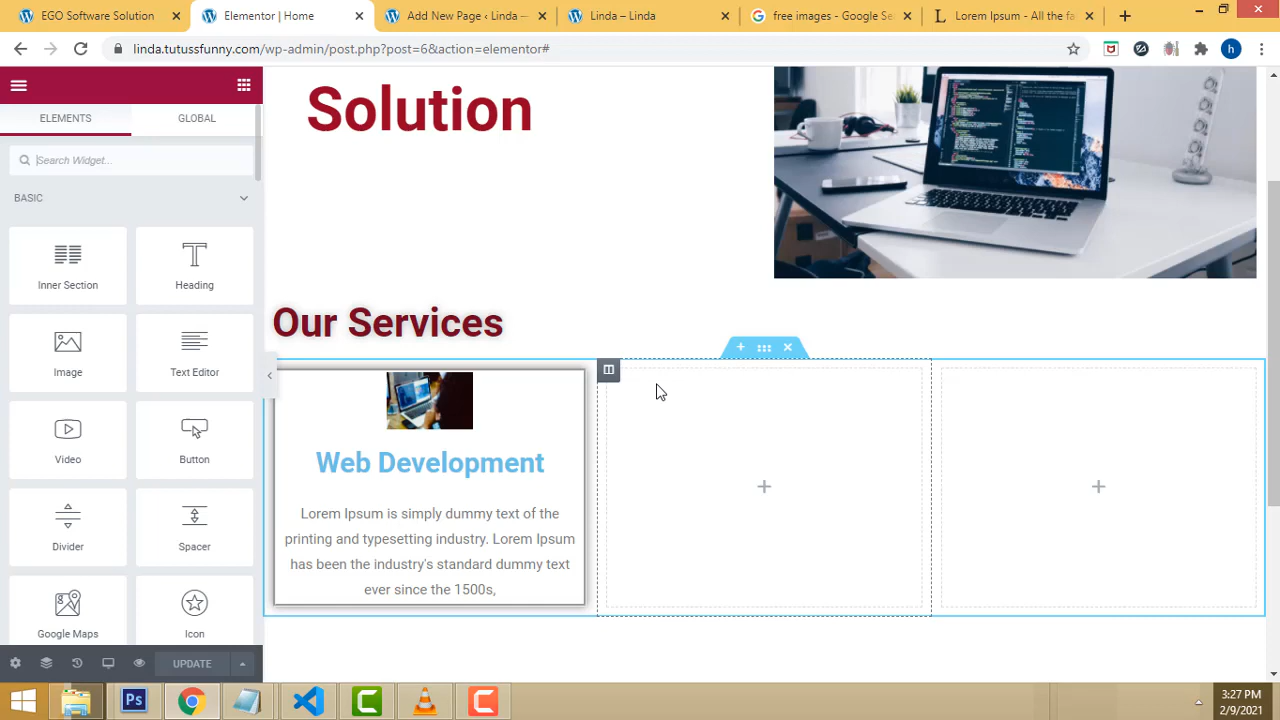 EGO Software Solution
Elementor | Home
Add New Page ‹ Linda —
Linda – Linda
free images - Google Se
Lorem Ipsum - All the fa
linda.tutussfunny.com/wp-admin/post.php?post=6&action=elementor#
h
ELEMENTS
GLOBAL
Search Widget...
BASIC
Inner Section
Heading
Image
Text Editor
Video
Button
Divider
Spacer
Google Maps
Icon
UPDATE
Solution
Our Services
Web Development
Lorem Ipsum is simply dummy text of the
printing and typesetting industry. Lorem Ipsum
has been the industry's standard dummy text
ever since the 1500s,
Ps
3:27 PM
2/9/2021